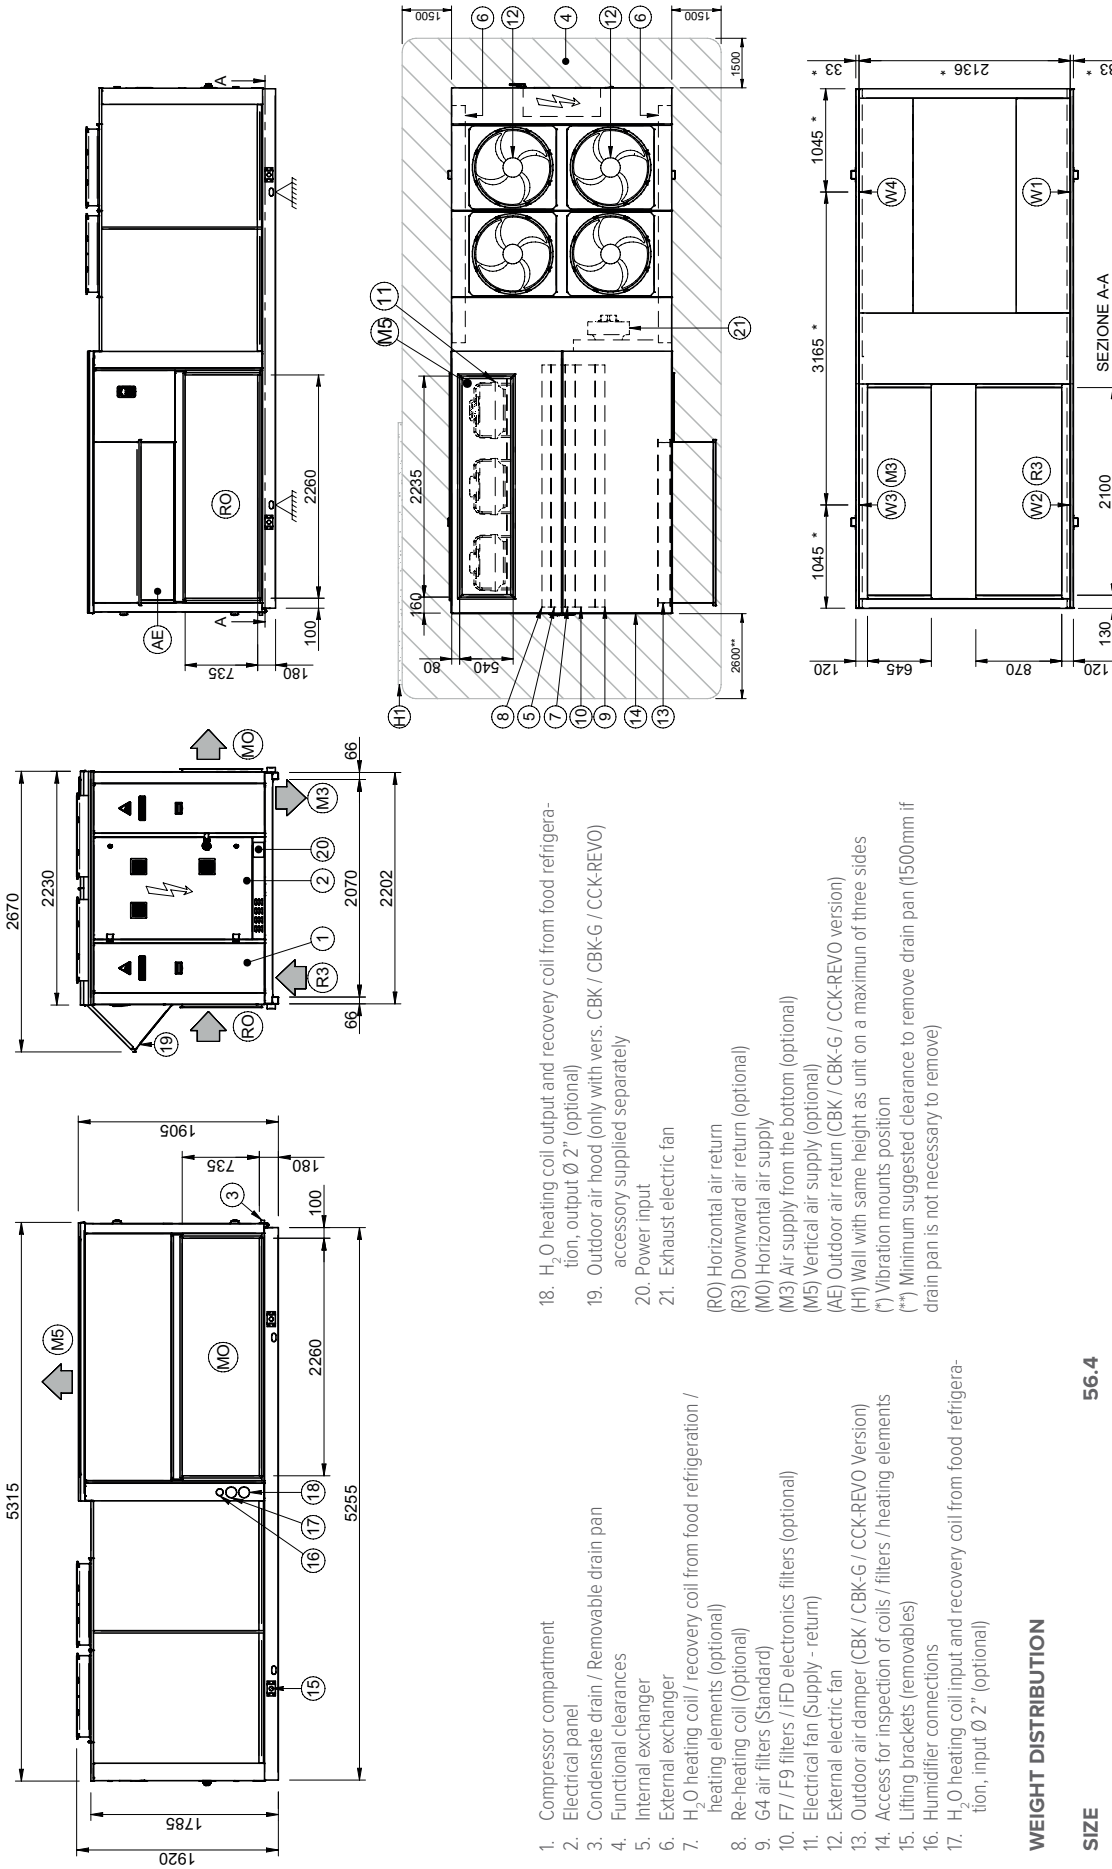 5315
1920
1785
15
16
17
18
5255
M5
MO
2260
100
3
735
180
1905
2670
2230
19
RO
R3
1
2
20
M3
MO
66
2070
66
2202
AE
A
A
RO
100
2260
735
180
H1
M5
11
2235
160
80
540
2600**
8
5
7
10
9
14
13
21
6
12
4
12
6
1500
1500
1500
1045 *
3165 *
1045 *
33 *
2136 *
33 *
W4
W1
W3
M3
W2
R3
120
645
870
120
130
2100
SEZIONE A-A
1. Compressor compartment
2. Electrical panel
3. Condensate drain / Removable drain pan
4. Functional clearances
5. Internal exchanger
6. External exchanger
7. H2O heating coil / recovery coil from food refrigeration /
heating elements (optional)
8. Re-heating coil (Optional)
9. G4 air filters (Standard)
10. F7 / F9 filters / iFD electronics filters (optional)
11. Electrical fan (Supply - return)
12. External electric fan
13. Outdoor air damper (CBK / CBK-G / CCK-REVO Version)
14. Access for inspection of coils / filters / heating elements
15. Lifting brackets (removables)
16. Humidifier connections
17. H2O heating coil input and recovery coil from food refrigera-
tion, input Ø 2” (optional)
18. H2O heating coil output and recovery coil from food refrigera-
tion, output Ø 2” (optional)
19. Outdoor air hood (only with vers. CBK / CBK-G / CCK-REVO)
accessory supplied separately
20. Power input
21. Exhaust electric fan
(RO) Horizontal air return
(R3) Downward air return (optional)
(MO) Horizontal air supply
(M3) Air supply from the bottom (optional)
(M5) Vertical air supply (optional)
(AE) Outdoor air return (CBK / CBK-G / CCK-REVO version)
(H1) Wall with same height as unit on a maximun of three sides
(*) Vibration mounts position
(**) Minimum suggested clearance to remove drain pan (1500mm if
drain pan is not necessary to remove)
WEIGHT DISTRIBUTION
SIZE 56.4